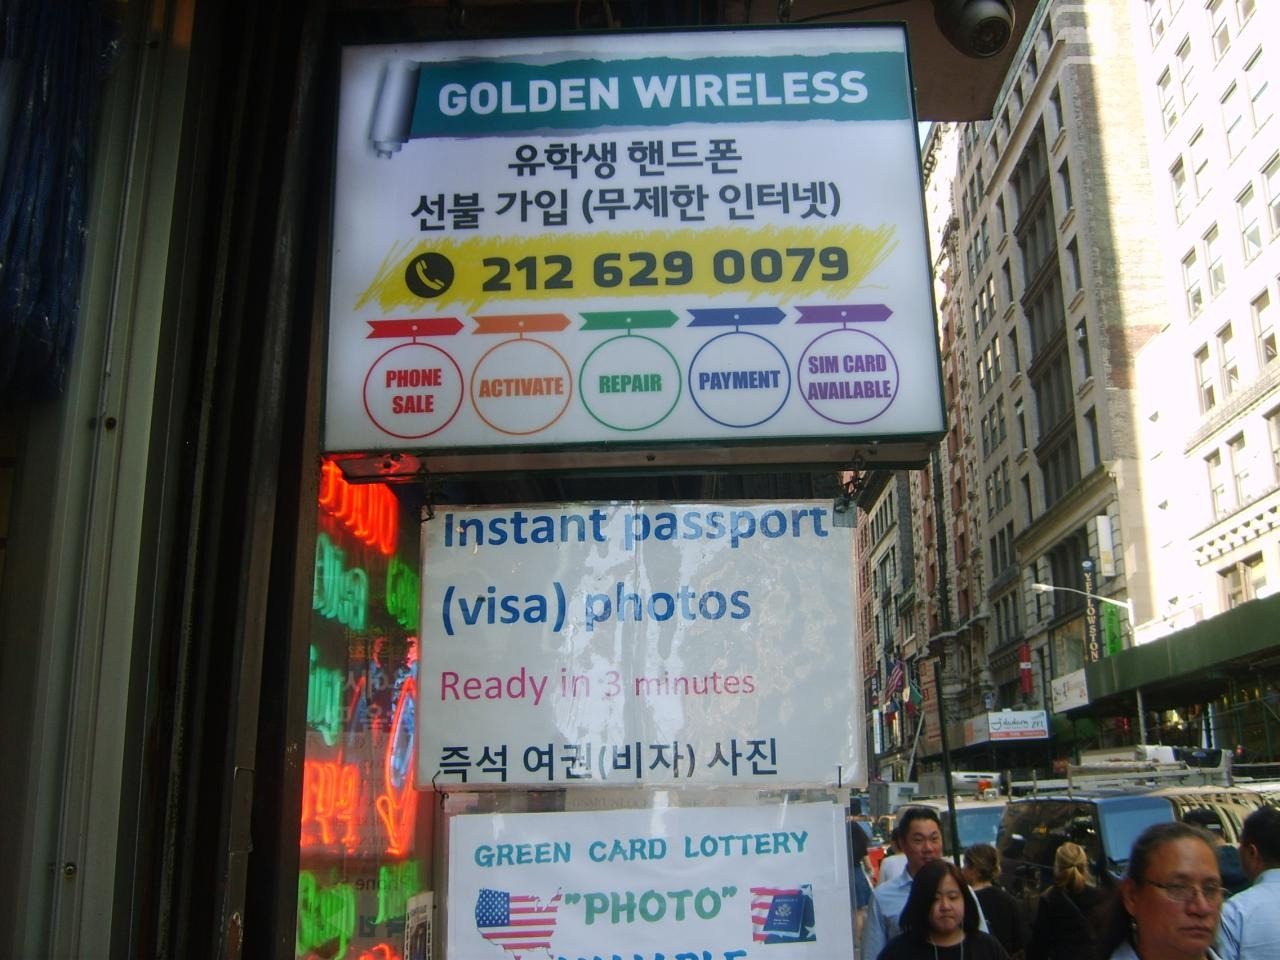 GOLDEN WIRELESS
유학생 핸드폰
선불 가입 (무제한 인터넷)
212 629 0079
PHONE SALE
ACTIVATE
REPAIR
PAYMENT
SIM CARD AVAILABLE
Instant passport
(visa) photos
Ready in 3 minutes
즉석 여권(비자) 사진
GREEN CARD LOTTERY
"PHOTO"